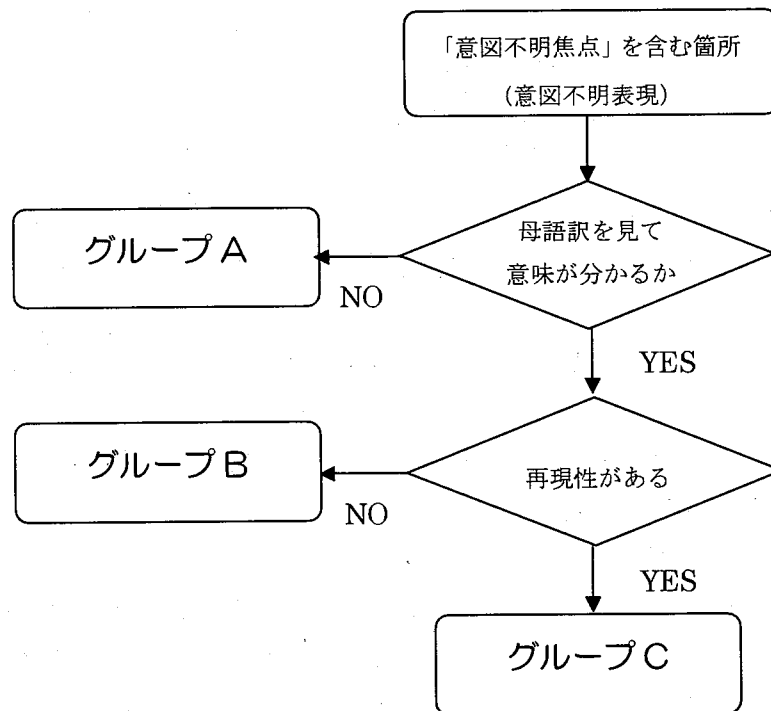 「意図不明焦点」を含む箇所
(意図不明表現)
母語訳を見て
意味が分かるか
グループA
NO
YES
再現性がある
グループB
NO
YES
グループC